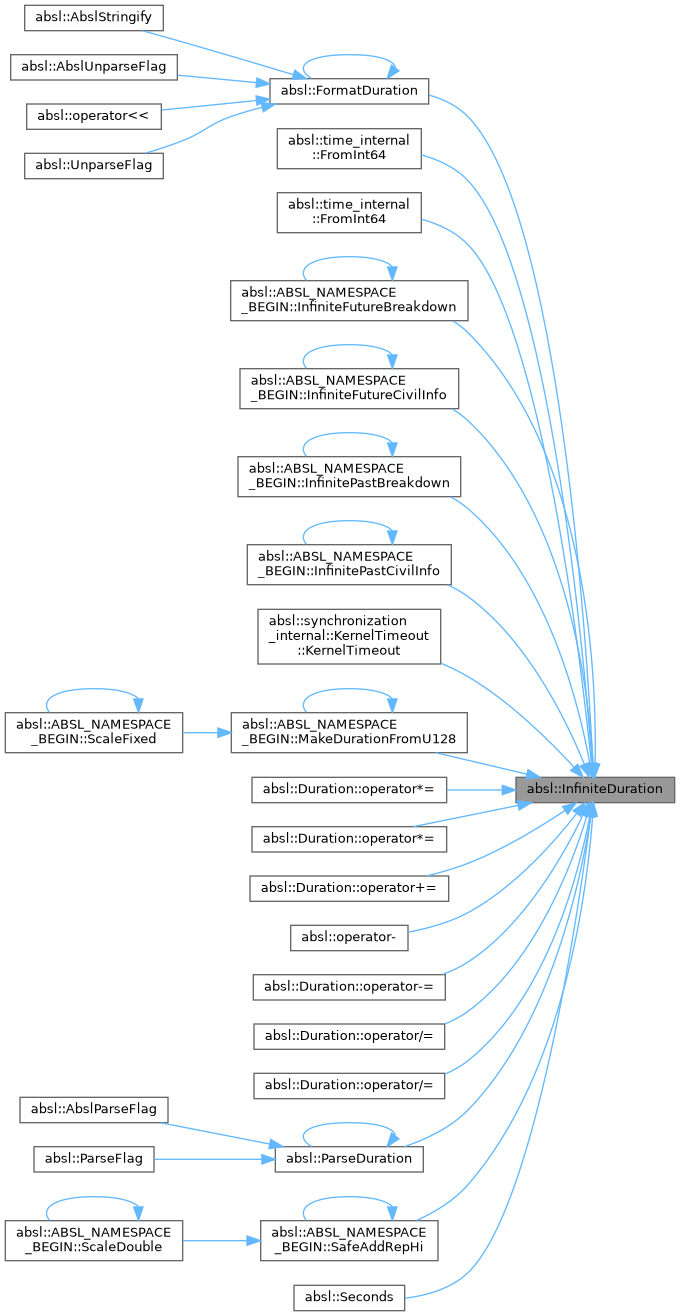 absl::AbslStringify
absl::AbslUnparseFlag
absl::FormatDuration
absl::operator<<
absl::UnparseFlag
absl::time_internal
::FromInt64
absl::time_internal
::FromInt64
absl::ABSL_NAMESPACE
_BEGIN::InfiniteFutureBreakdown
absl::ABSL_NAMESPACE
_BEGIN::InfiniteFutureCivilInfo
absl::ABSL_NAMESPACE
_BEGIN::InfinitePastBreakdown
absl::ABSL_NAMESPACE
_BEGIN::InfinitePastCivilInfo
absl::synchronization
_internal::KernelTimeout
::KernelTimeout
absl::ABSL_NAMESPACE
_BEGIN::ScaleFixed
absl::ABSL_NAMESPACE
_BEGIN::MakeDurationFromU128
absl::InfiniteDuration
absl::Duration::operator*=
absl::Duration::operator*=
absl::Duration::operator+=
absl::operator-
absl::Duration::operator-=
absl::Duration::operator/=
absl::Duration::operator/=
absl::AbslParseFlag
absl::ParseFlag
absl::ParseDuration
absl::ABSL_NAMESPACE
_BEGIN::ScaleDouble
absl::ABSL_NAMESPACE
_BEGIN::SafeAddRepHi
absl::Seconds